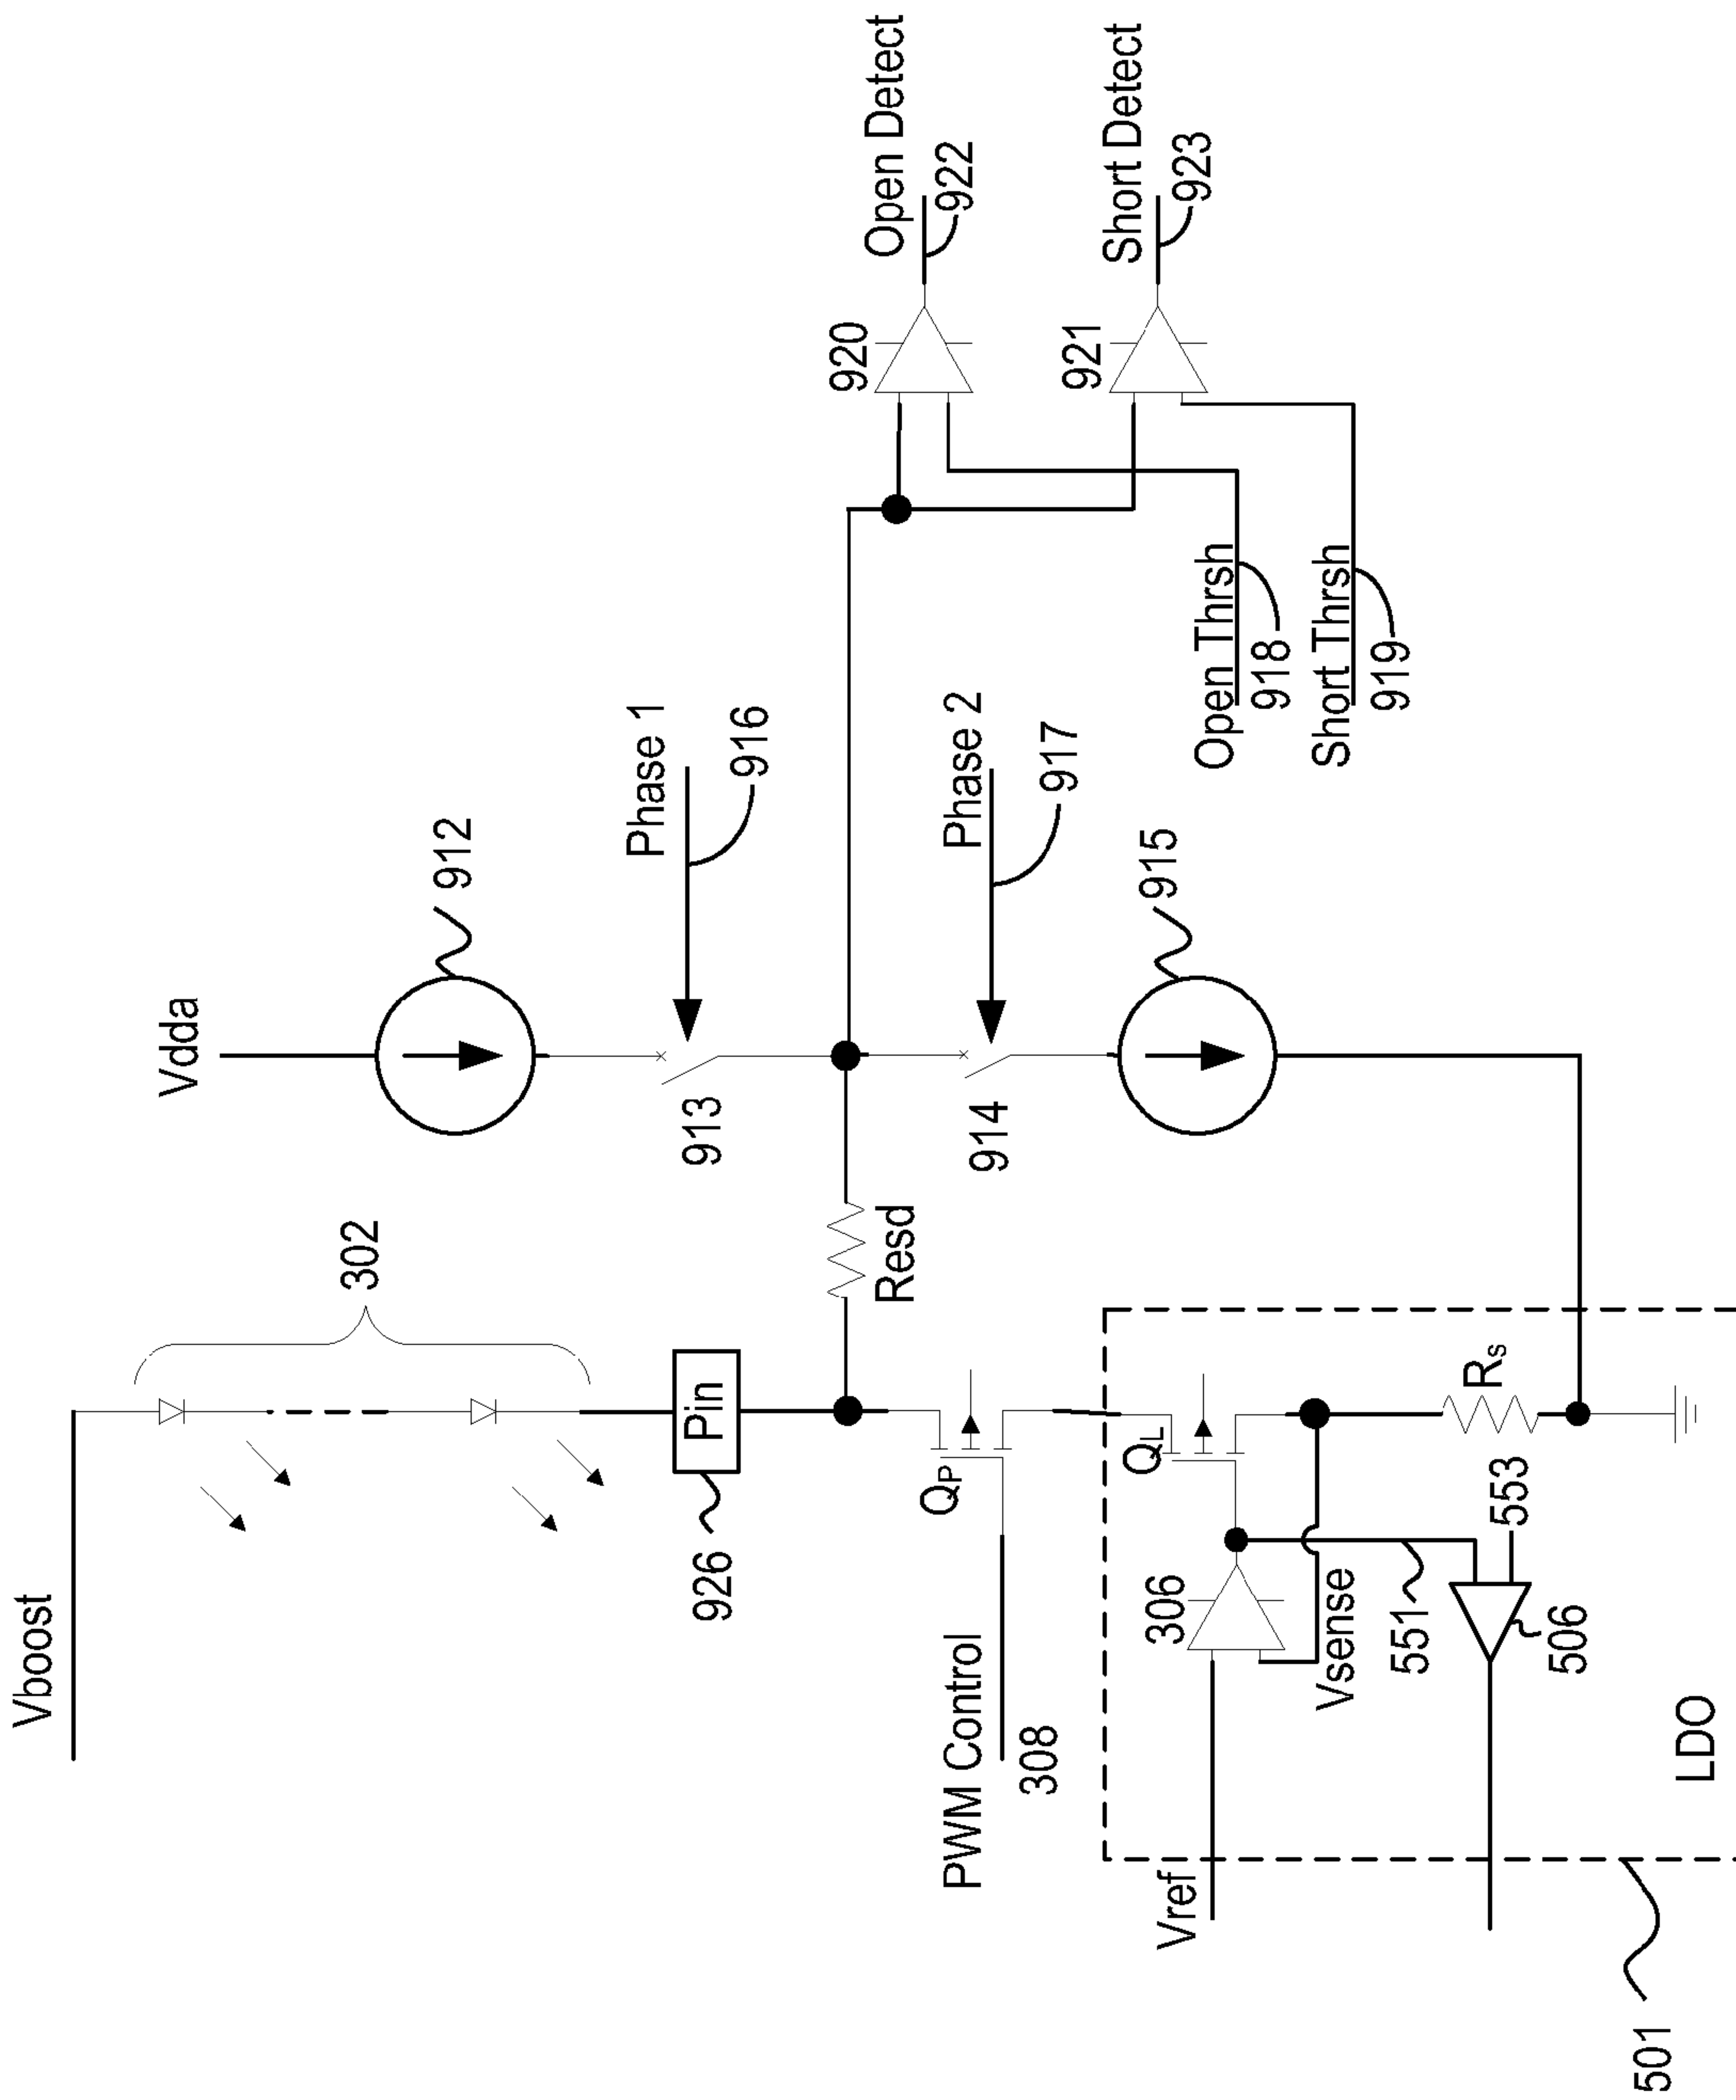 Vboost
302
Vdda
912
Pin
926
Phase 1
916
913
Resd
Phase 2
917
914
915
Open Detect
922
920
Short Detect
923
921
Open Thrsh
918
Short Thrsh
919
QP
PWM Control
308
QL
306
Vref
Vsense
Rs
551
553
506
LDO
501